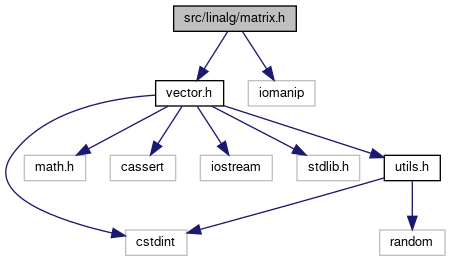 src/linalg/matrix.h
vector.h
iomanip
math.h
cassert
iostream
stdlib.h
utils.h
cstdint
random